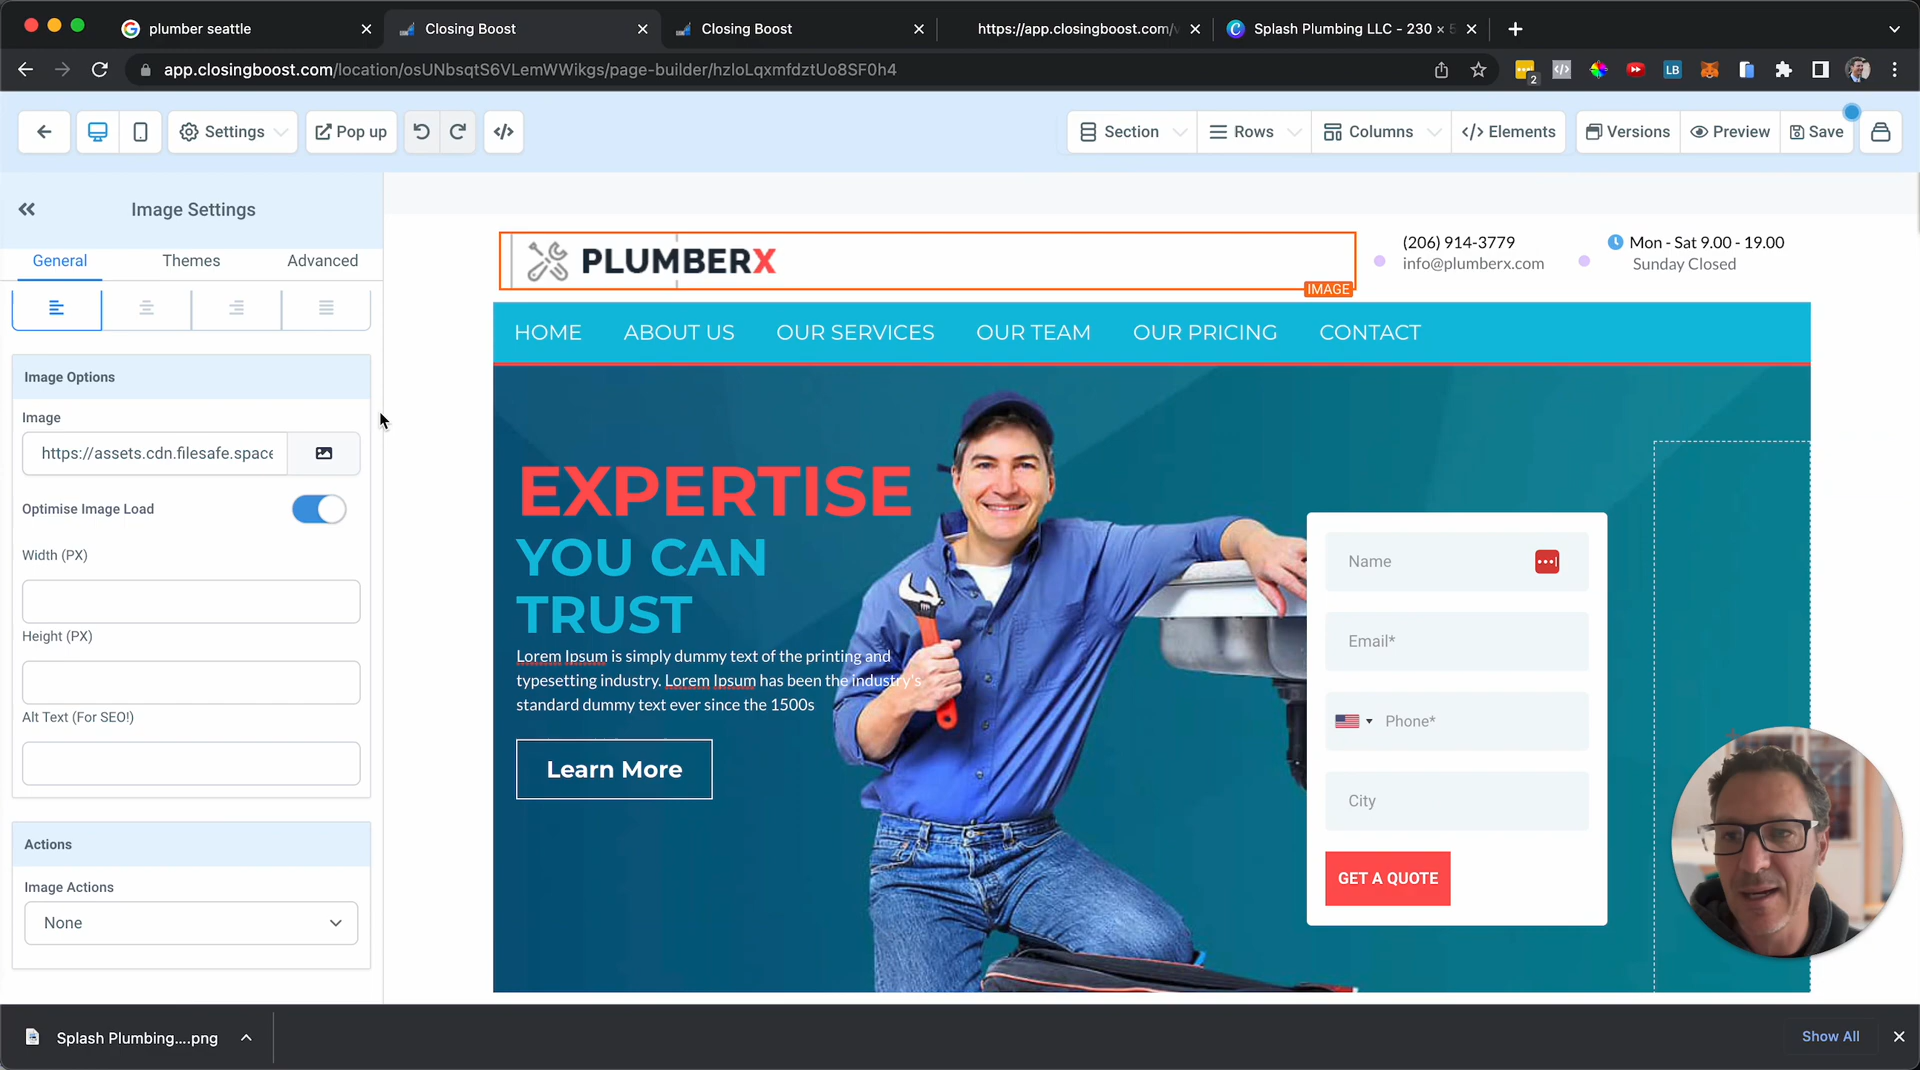 plumber seattle
Closing Boost
Closing Boost
https://app.closingboost.com/
Splash Plumbing LLC - 230 ×
app.closingboost.com/location/osUNbsqtS6VLemWWikgs/page-builder/hzloLqxmfdztUo8SF0h4
2
LB
Settings
Pop up
Section
Rows
Columns
</> Elements
Versions
Preview
Save
Image Settings
General
Themes
Advanced
Image Options
Image
https://assets.cdn.filesafe.space
Optimise Image Load
Width (PX)
Height (PX)
Alt Text (For SEO!)
Actions
Image Actions
None
PLUMBERX
IMAGE
(206) 914-3779
info@plumberx.com
Mon - Sat 9.00 - 19.00
Sunday Closed
HOME
ABOUT US
OUR SERVICES
OUR TEAM
OUR PRICING
CONTACT
EXPERTISE
YOU CAN
TRUST
Lorem Ipsum is simply dummy text of the printing and
typesetting industry. Lorem Ipsum has been the industry's
standard dummy text ever since the 1500s
Learn More
Name
Email*
Phone*
City
GET A QUOTE
Splash Plumbing....png
Show All